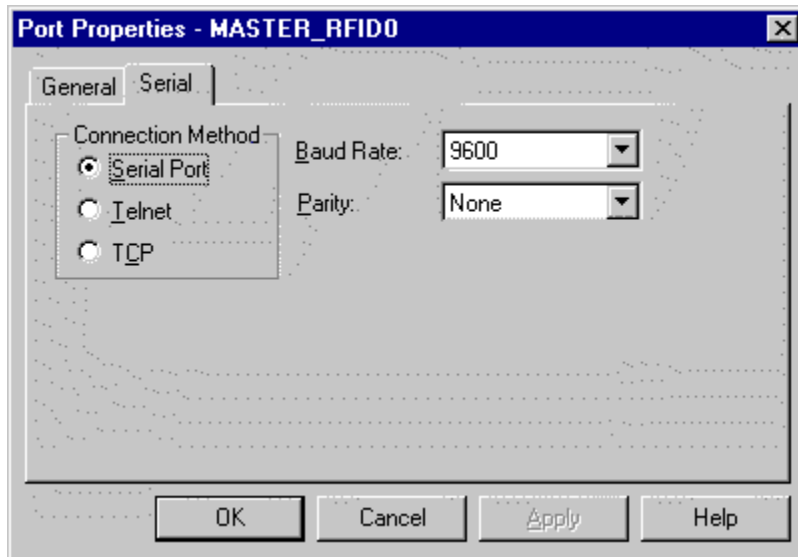 Port Properties - MASTER_RFID0
General Serial
Connection Method
Serial Port
Telnet
TCP
Baud Rate: 9600
Parity: None
OK Cancel Apply Help